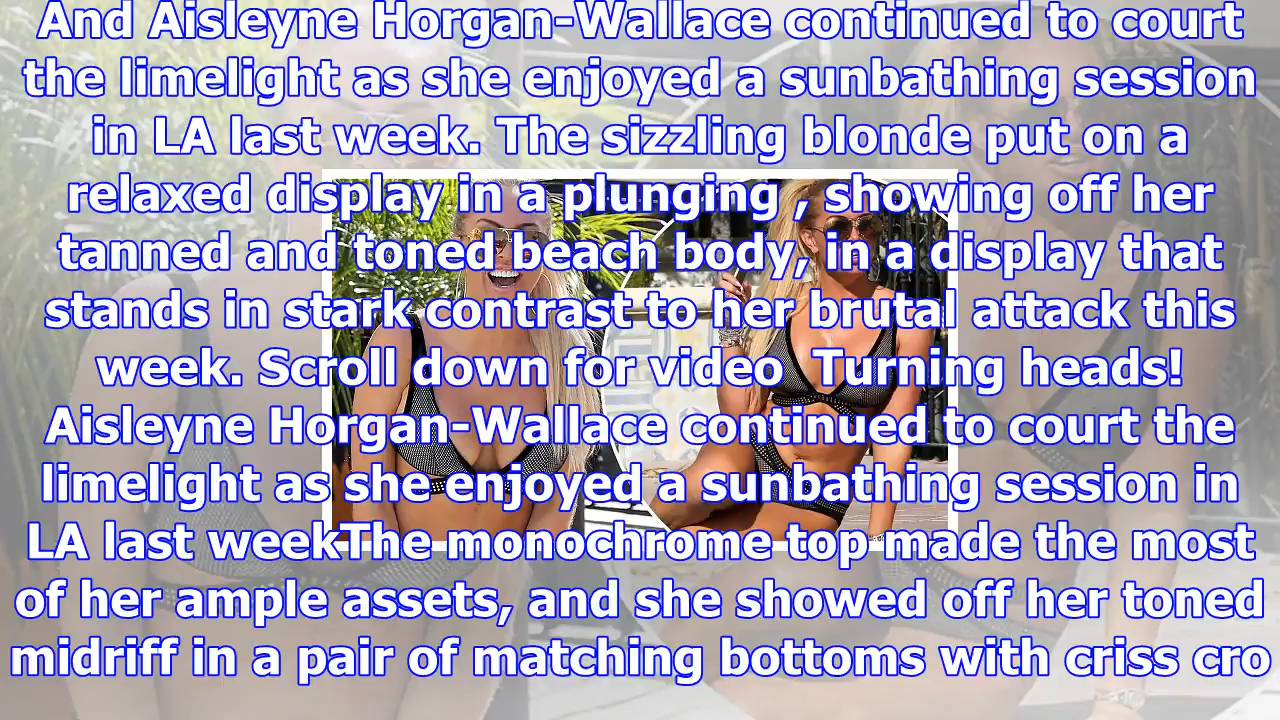 And Aisleyne Horgan-Wallace continued to court
the limelight as she enjoyed a sunbathing session
in LA last week. The sizzling blonde put on a
relaxed display in a plunging , showing off her
tanned and toned beach body, in a display that
stands in stark contrast to her brutal attack this
week. Scroll down for video  Turning heads!
Aisleyne Horgan-Wallace continued to court the
limelight as she enjoyed a sunbathing session in
LA last weekThe monochrome top made the most
of her ample assets, and she showed off her toned
midriff in a pair of matching bottoms with criss cro